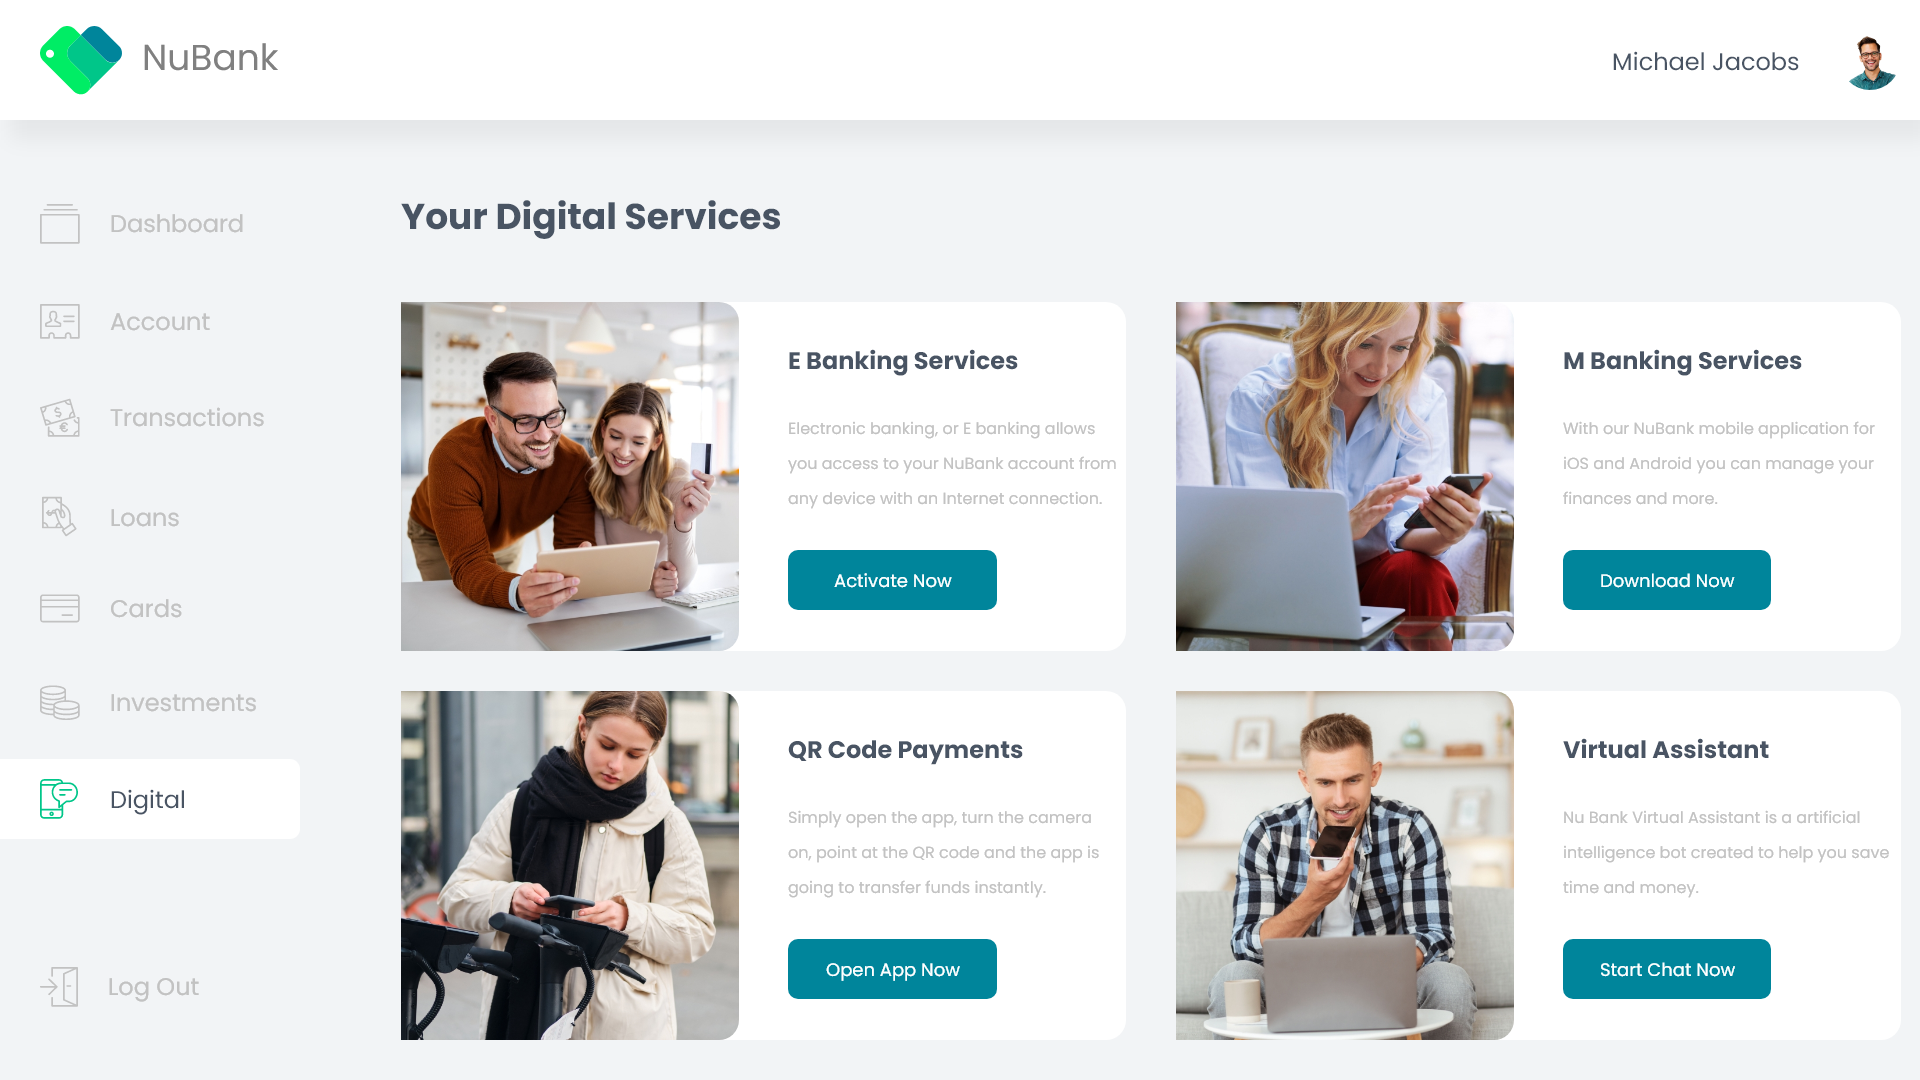 NuBank
Michael Jacobs
Dashboard
Account
Transactions
Loans
Cards
Investments
Digital
Log Out
Your Digital Services
E Banking Services
Electronic banking, or E banking allows
you access to your NuBank account from
any device with an Internet connection.
Activate Now
M Banking Services
With our NuBank mobile application for
iOS and Android you can manage your
finances and more.
Download Now
QR Code Payments
Simply open the app, turn the camera
on, point at the QR code and the app is
going to transfer funds instantly.
Open App Now
Virtual Assistant
Nu Bank Virtual Assistant is a artificial
intelligence bot created to help you save
time and money.
Start Chat Now